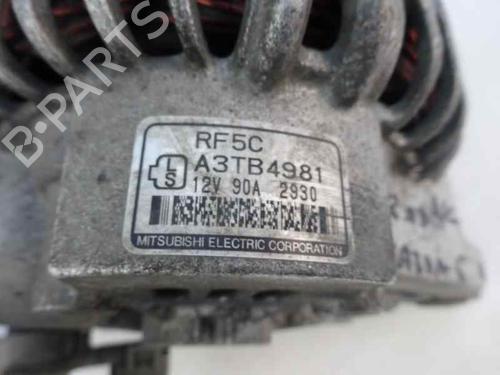 RF5C
L
S
A3TB4981
12V 90A 2930
MITSUBISHI ELECTRIC CORPORATION
B-PARTS